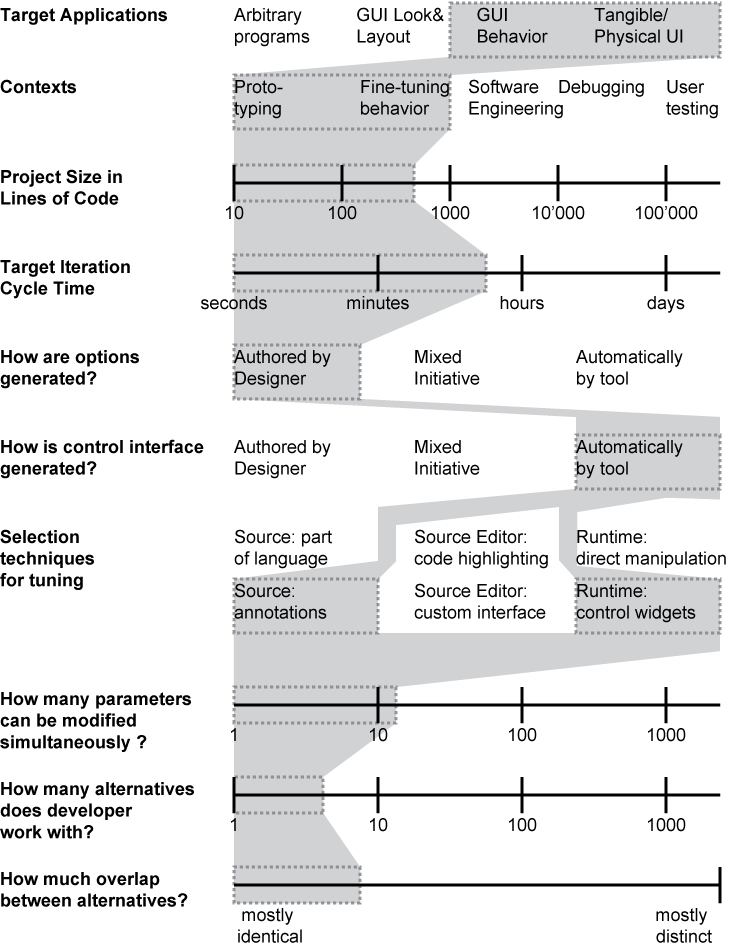 Target Applications
Arbitrary
programs
GUI Look&
Layout
GUI
Behavior
Tangible/
Physical UI
Contexts
Proto-
typing
Fine-tuning
behavior
Software
Engineering
Debugging
User
testing
Project Size in
Lines of Code
10
100
1000
10’000
100’000
Target Iteration
Cycle Time
seconds
minutes
hours
days
How are options
generated?
Authored by
Designer
Mixed
Initiative
Automatically
by tool
How is control interface
generated?
Authored by
Designer
Mixed
Initiative
Automatically
by tool
Selection
techniques
for tuning
Source: part
of language
Source Editor:
code highlighting
Runtime:
direct manipulation
Source:
annotations
Source Editor:
custom interface
Runtime:
control widgets
How many parameters
can be modified
simultaneously ?
1
10
100
1000
How many alternatives
does developer
work with?
1
10
100
1000
How much overlap
between alternatives?
mostly
identical
mostly
distinct